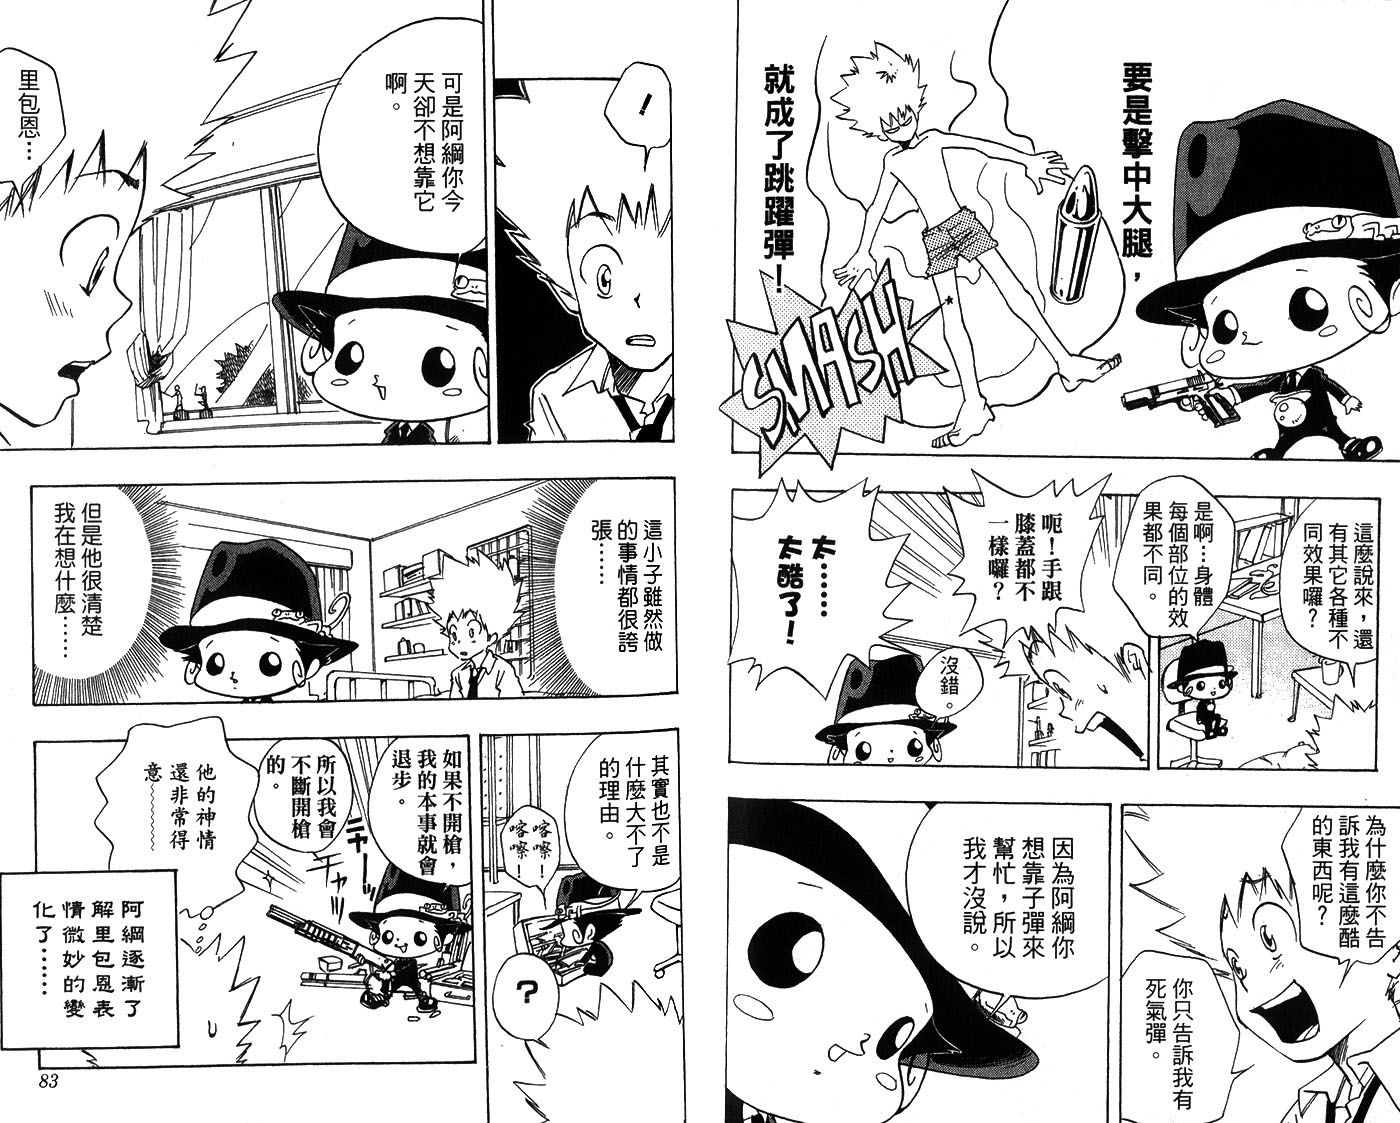 要是擊中大腿，
就成了跳躍彈！
SMASH
這麼說來，還
有其它各種不
同效果囉？
是啊…身體
每個部位的效
果都不同。
呃！手跟
膝蓋都不
一樣囉？
沒錯。
太……
太酷了！
為什麼你不告
訴我有這麼酷
的東西呢？
你只告訴我有
死氣彈。
因為阿綱你
想靠子彈來
幫忙，所以
我才沒說。
！
可是阿綱你今
天卻不想靠它
啊。
里包恩…
這小子雖然做
的事情都很誇
張……
但是他很清楚
我在想什麼……
其實也不是
什麼大不了
的理由。
喀嚓！
喀嚓！
？
如果不開槍，
我的本事就會
退步。
所以我會
不斷開槍
的。
ニャー！
チャッ
他的神情
還非常得
意～～～～
阿綱逐漸了
解里包恩表
情微妙的變
化了……
83